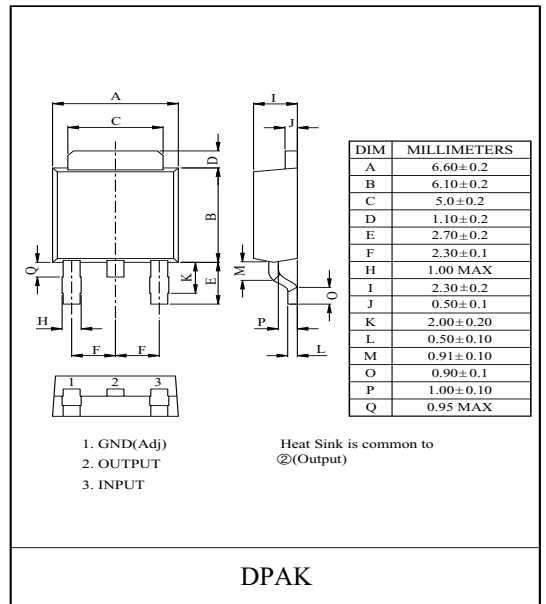 A
C
D
B
Q
K
E
H
F
F
1
2
3
I
J
M
O
P
L
DIM MILLIMETERS
A 6.60±0.2
B 6.10±0.2
C 5.0±0.2
D 1.10±0.2
E 2.70±0.2
F 2.30±0.1
H 1.00 MAX
I 2.30±0.2
J 0.50±0.1
K 2.00±0.20
L 0.50±0.10
M 0.91±0.10
O 0.90±0.1
P 1.00±0.10
Q 0.95 MAX
1. GND(Adj)
2. OUTPUT
3. INPUT
Heat Sink is common to
②(Output)
DPAK